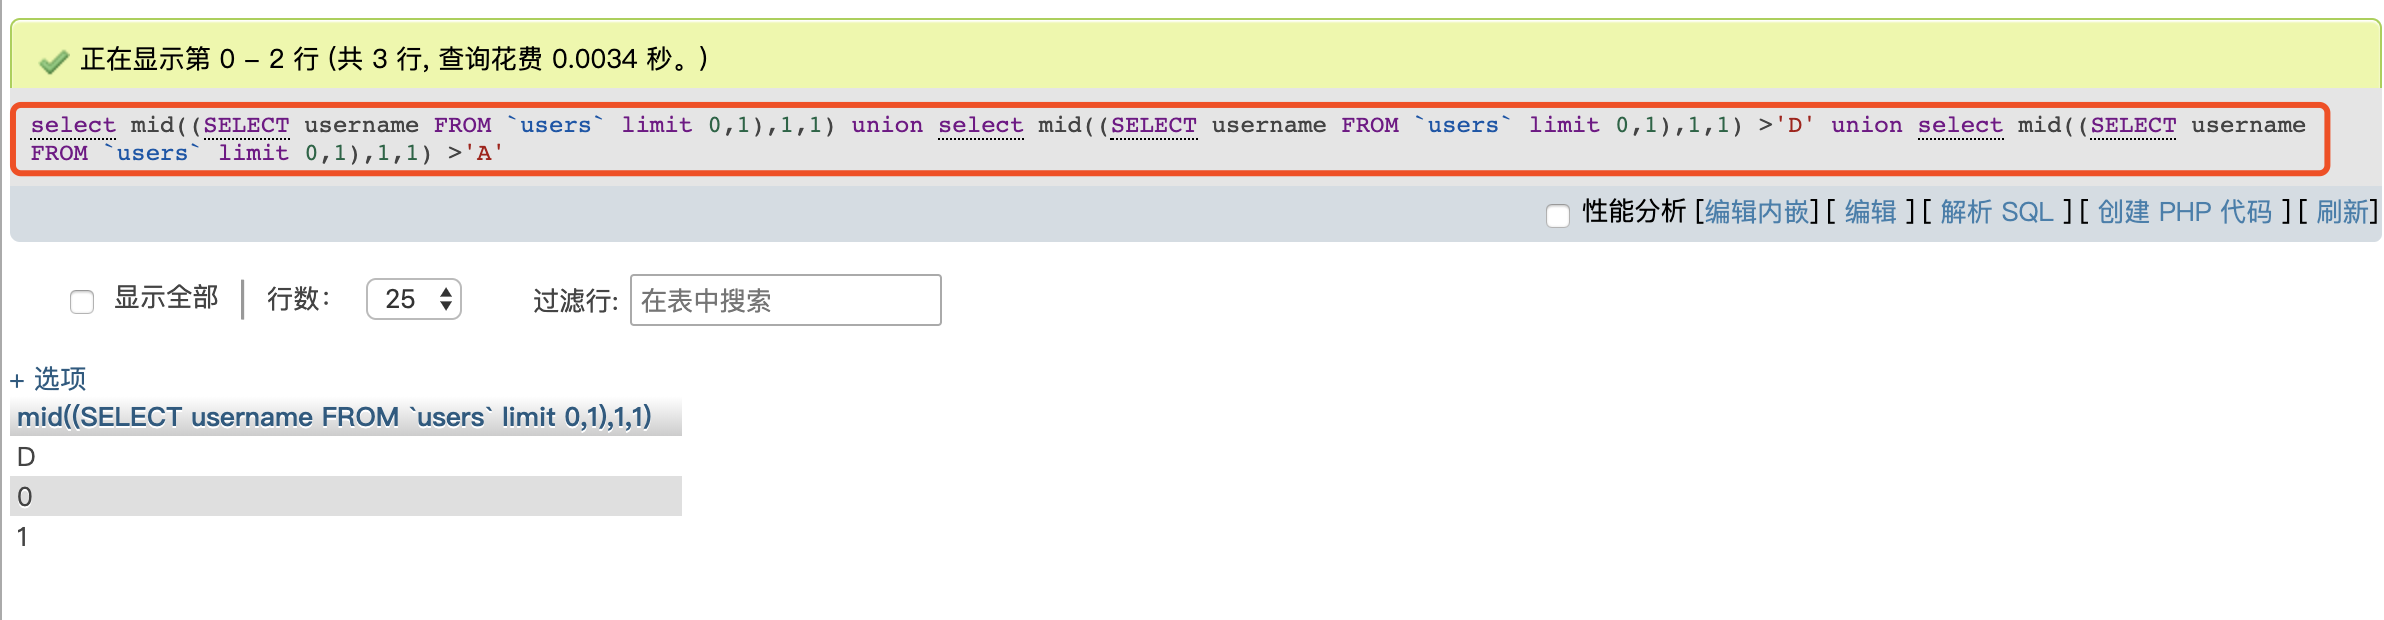 正在显示第 0 - 2 行 (共 3 行, 查询花费 0.0034 秒。)
select mid((SELECT username FROM `users` limit 0,1),1,1) union select mid((SELECT username FROM `users` limit 0,1),1,1) >'D' union select mid((SELECT username
FROM `users` limit 0,1),1,1) >'A'
性能分析 [编辑内嵌] [ 编辑 ] [ 解析 SQL ] [ 创建 PHP 代码 ] [ 刷新]
显示全部 | 行数： 25 过滤行: 在表中搜索
+ 选项
mid((SELECT username FROM `users` limit 0,1),1,1)
D
0
1